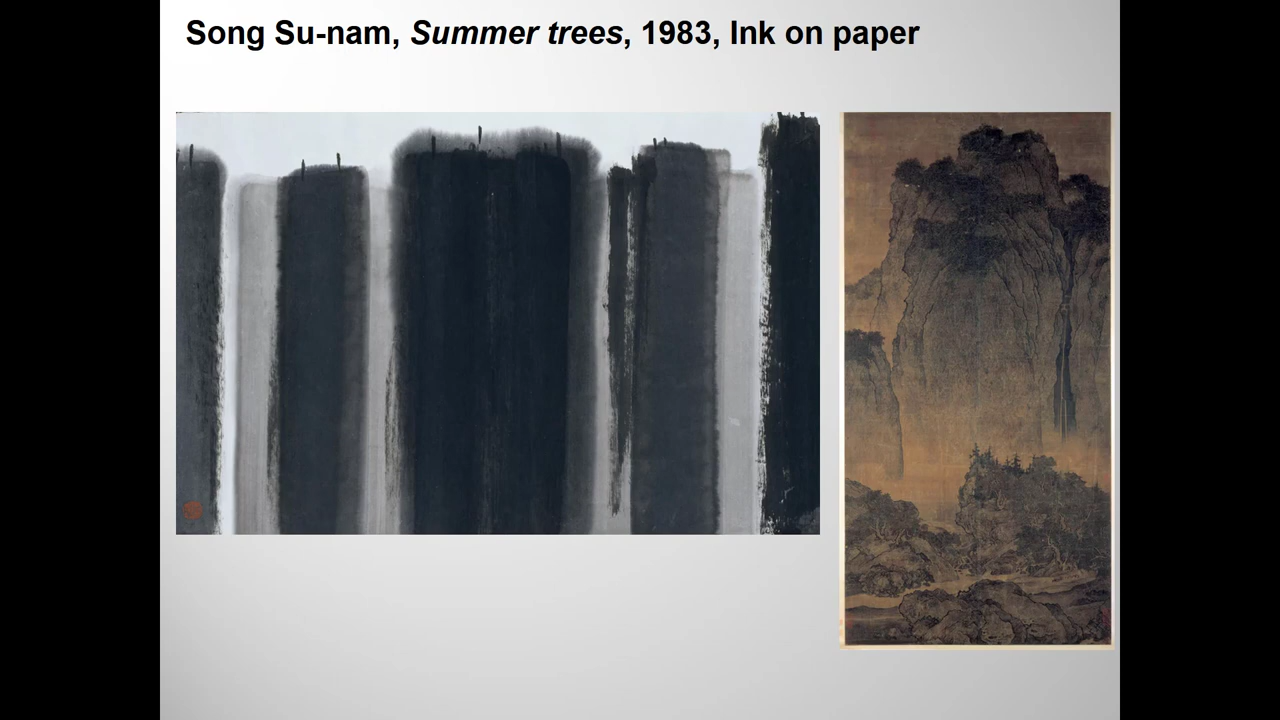 Song Su-nam, Summer trees, 1983, Ink on paper